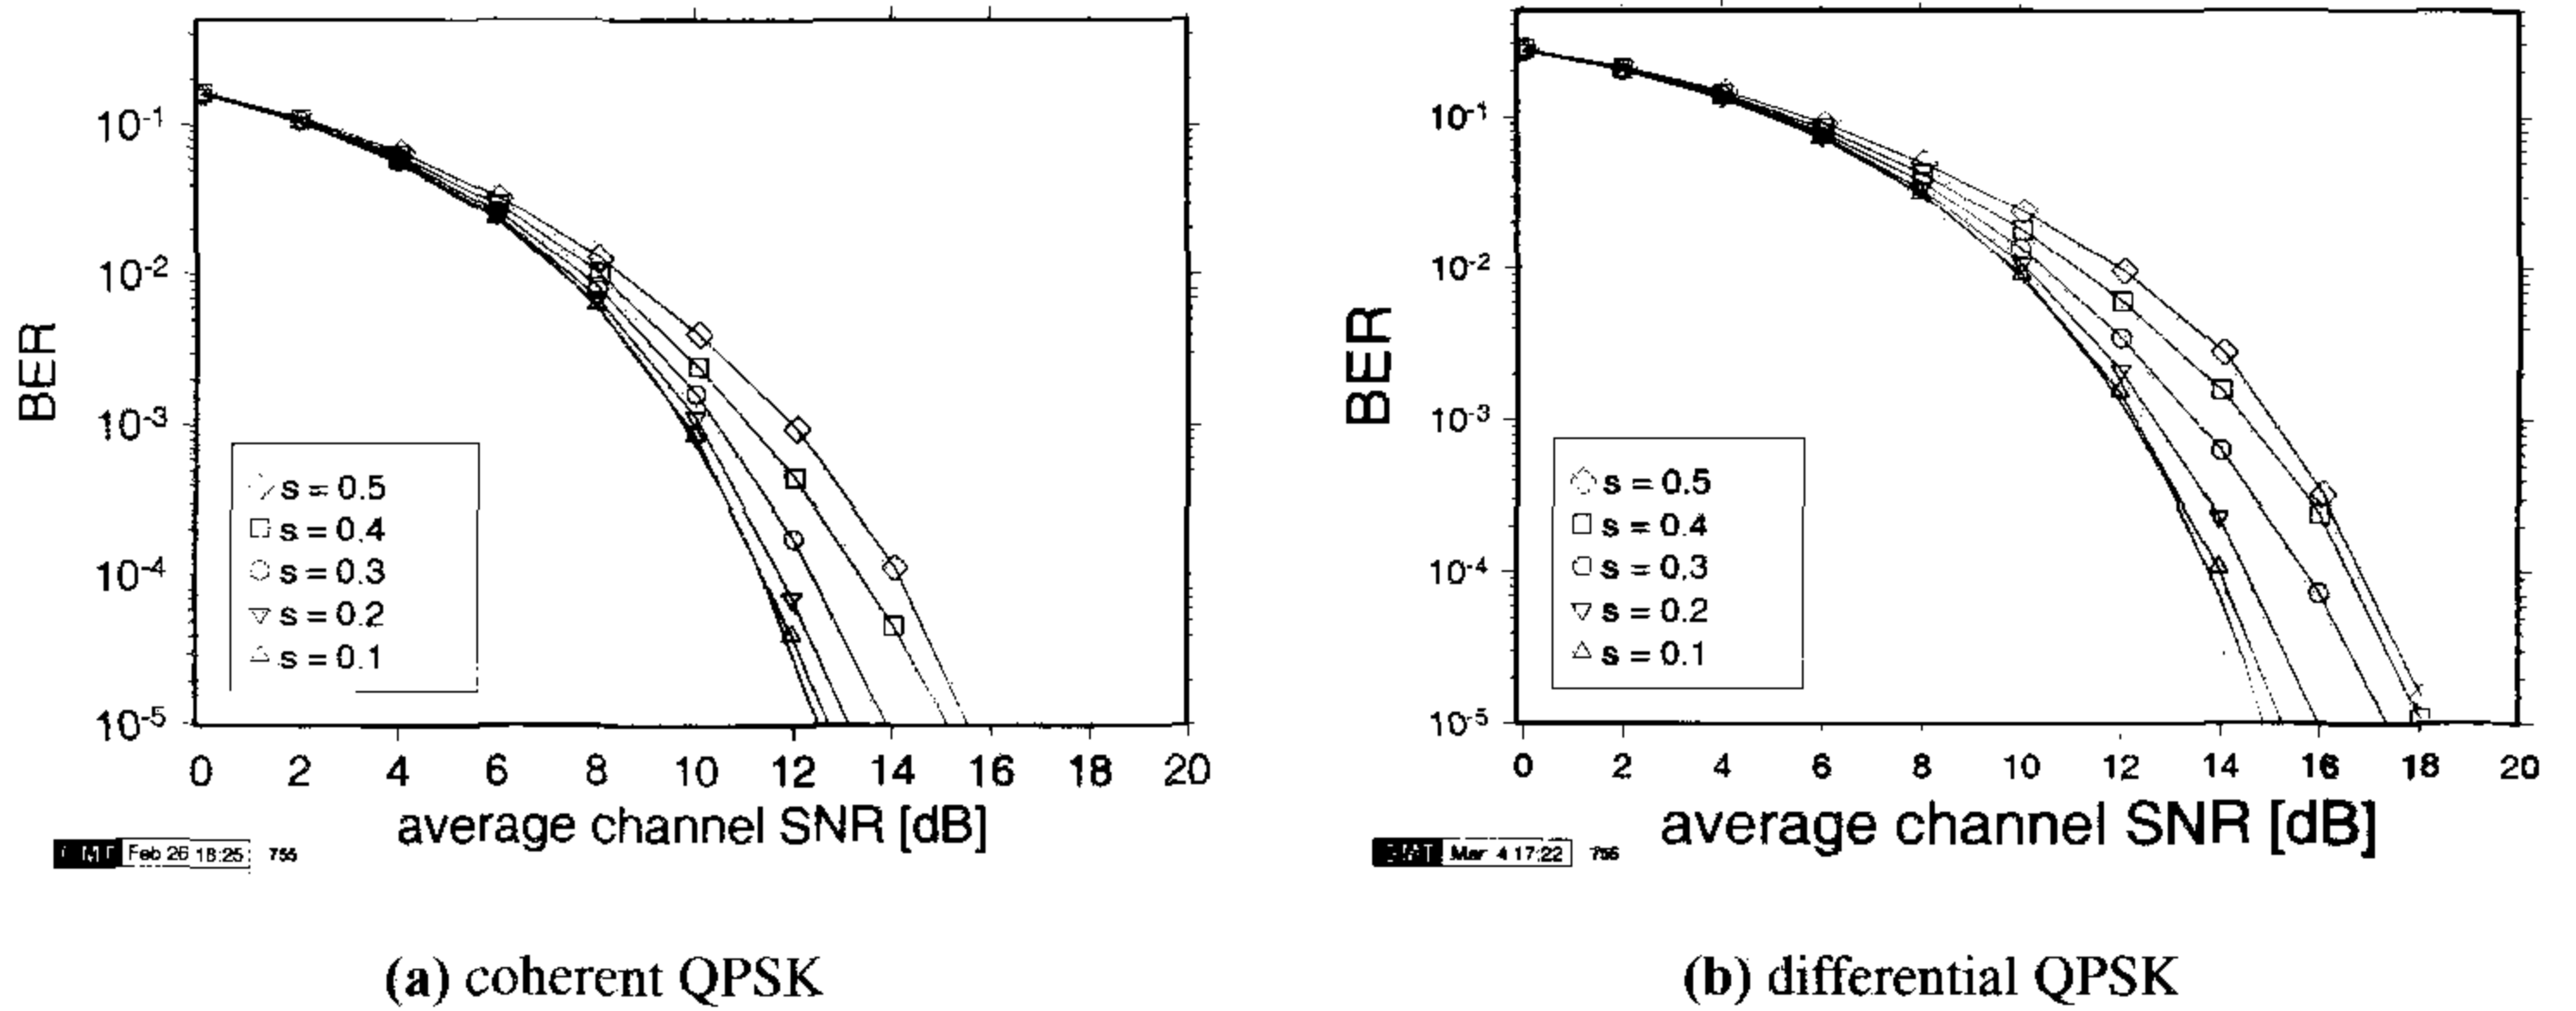 10-1
10-2
10-3
10-4
10-5
BER
s = 0.5
s = 0.4
s = 0.3
s = 0.2
s = 0.1
0 2 4 6 8 10 12 14 16 18 20
average channel SNR [dB]
Feb 26 18:25 755
(a) coherent QPSK
10-1
10-2
10-3
10-4
10-5
BER
s = 0.5
s = 0.4
s = 0.3
s = 0.2
s = 0.1
0 2 4 6 8 10 12 14 16 18 20
average channel SNR [dB]
Mar 4 17:22
(b) differential QPSK